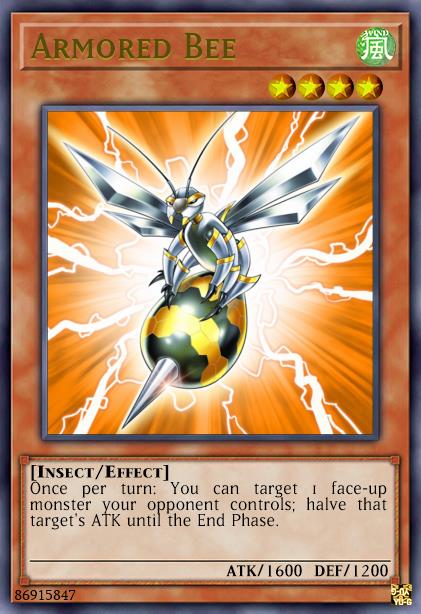 ARMORED BEE
WIND
風
[INSECT/EFFECT]
Once per turn: You can target 1 face-up
monster your opponent controls; halve that
target's ATK until the End Phase.
ATK/1600 DEF/1200
86915847